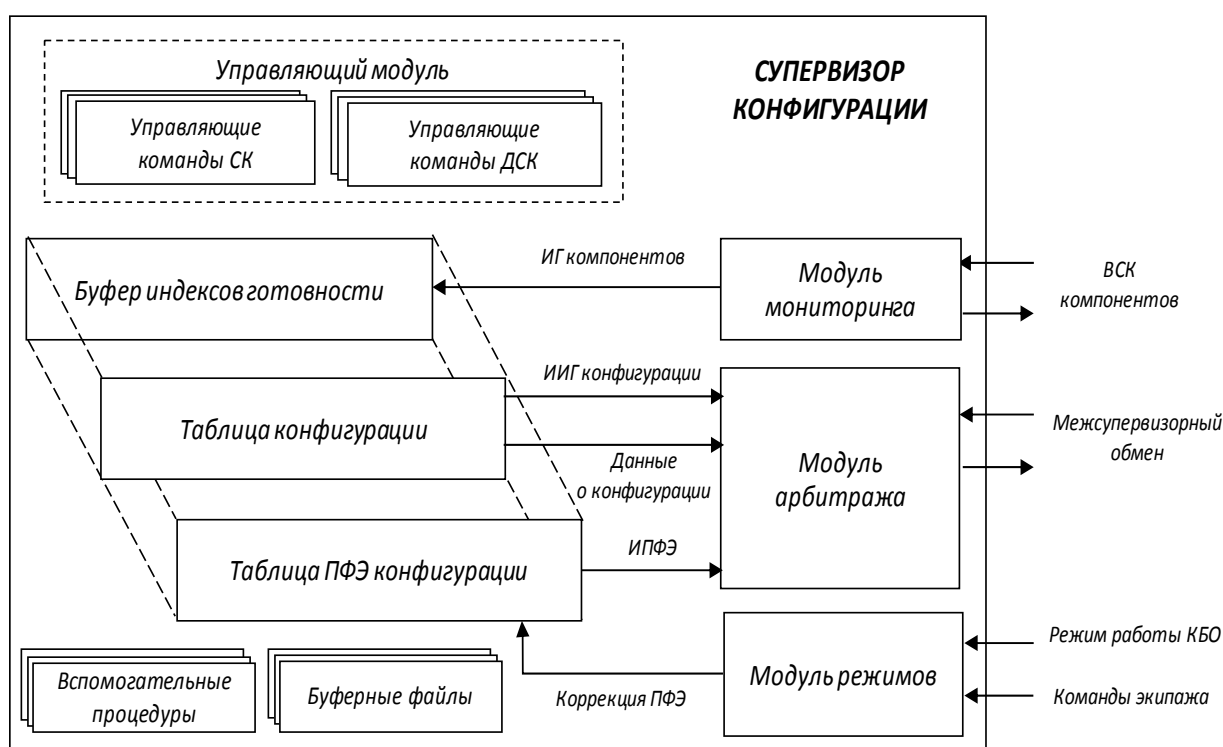 Управляющий модуль
СУПЕРВИЗОР
КОНФИГУРАЦИИ
Управляющие
команды СК
Управляющие
команды ДСК
Буфер индексов готовности
ИГ компонентов
Модуль
мониторинга
ВСК
компонентов
Таблица конфигурации
ИИГ конфигурации
Данные
о конфигурации
Модуль
арбитража
Межсупервизорный
обмен
Таблица ПФЭ конфигурации
ИПФЭ
Вспомогательные
процедуры
Буферные файлы
Коррекция ПФЭ
Модуль режимов
Режим работы КБО
Команды экипажа